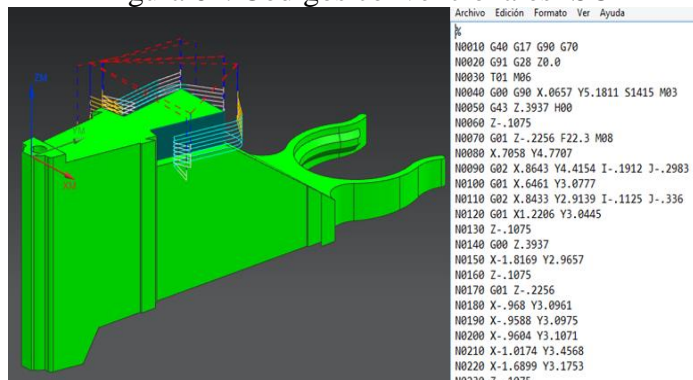 Archivo Edición Formato Ver Ayuda
%
N0010 G40 G17 G90 G70
N0020 G91 G28 Z0.0
N0030 T01 M06
N0040 G00 G90 X.0657 Y5.1811 S1415 M03
N0050 G43 Z.3937 H00
N0060 Z-.1075
N0070 G01 Z-.2256 F22.3 M08
N0080 X.7058 Y4.7707
N0090 G02 X.8643 Y4.4154 I-.1912 J-.2983
N0100 G01 X.6461 Y3.0777
N0110 G02 X.8433 Y2.9139 I-.1125 J-.336
N0120 G01 X1.2206 Y3.0445
N0130 Z-.1075
N0140 G00 Z.3937
N0150 X-1.8169 Y2.9657
N0160 Z-.1075
N0170 G01 Z-.2256
N0180 X-.968 Y3.0961
N0190 X-.9588 Y3.0975
N0200 X-.9604 Y3.1071
N0210 X-1.0174 Y3.4568
N0220 X-1.6899 Y3.1753
N0230 Z-.1075
ZM
YM
XM